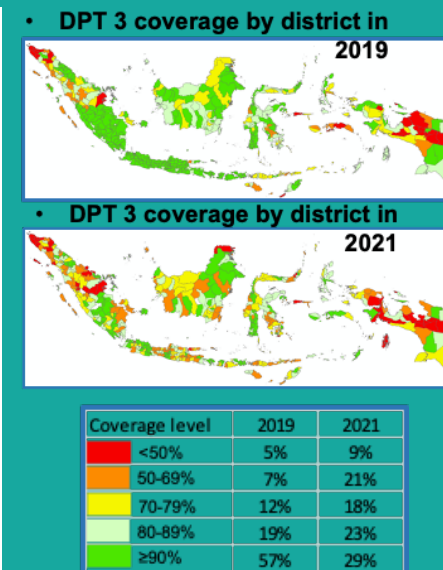 • DPT 3 coverage by district in
2019
• DPT 3 coverage by district in
2021
Coverage level 2019 2021
<50% 5% 9%
50-69% 7% 21%
70-79% 12% 18%
80-89% 19% 23%
≥90% 57% 29%